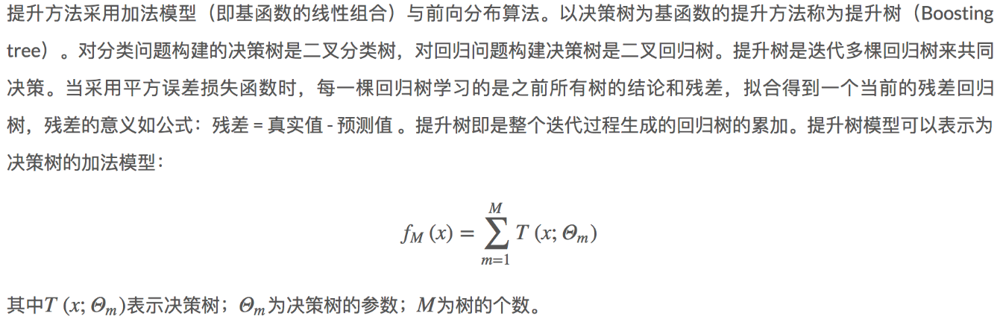 提升方法采用加法模型（即基函数的线性组合）与前向分布算法。以决策树为基函数的提升方法称为提升树（Boosting
tree）。对分类问题构建的决策树是二叉分类树，对回归问题构建决策树是二叉回归树。提升树是迭代多棵回归树来共同
决策。当采用平方误差损失函数时，每一棵回归树学习的是之前所有树的结论和残差，拟合得到一个当前的残差回归
树，残差的意义如公式：残差 = 真实值 - 预测值 。提升树即是整个迭代过程生成的回归树的累加。提升树模型可以表示为
决策树的加法模型：
f_M (x) = \sum_{m=1}^{M} T (x; Θ_m)
其中T (x; Θ_m)表示决策树；Θ_m为决策树的参数；M为树的个数。